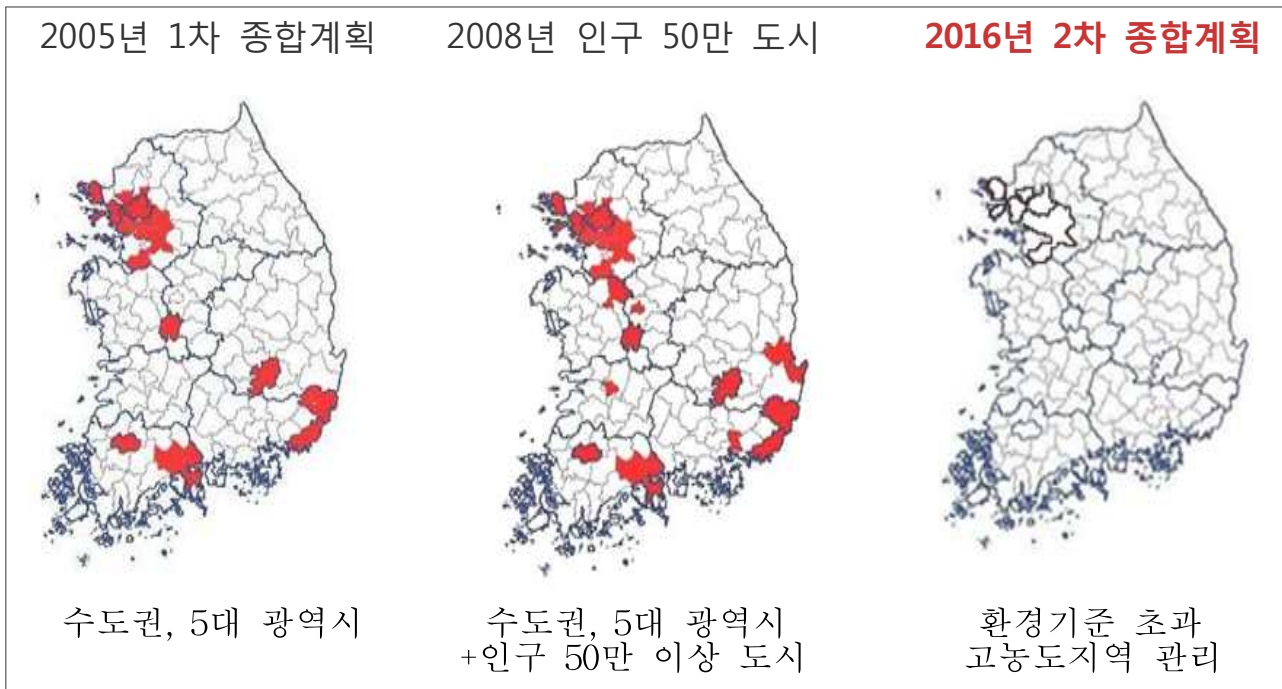 2005년 1차 종합계획
2008년 인구 50만 도시
2016년 2차 종합계획
수도권, 5대 광역시
수도권, 5대 광역시
+인구 50만 이상 도시
환경기준 초과
고농도지역 관리